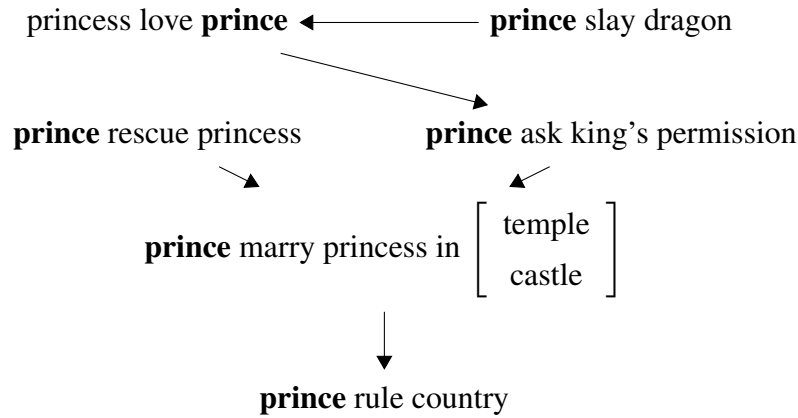 princess love prince prince slay dragon
prince rescue princess prince ask king’s permission
prince marry princess in temple
castle
prince rule country